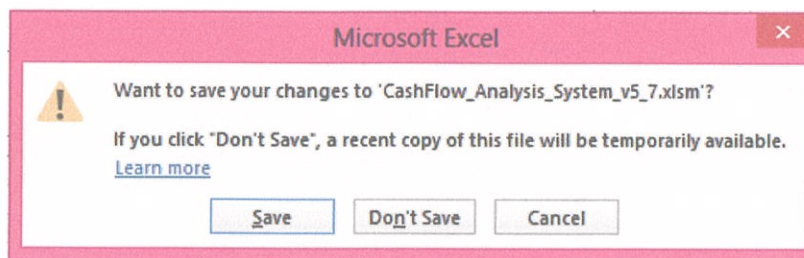 Microsoft Excel
Want to save your changes to 'CashFlow_Analysis_System_v5_7.xlsm'?
If you click "Don't Save", a recent copy of this file will be temporarily available.
Learn more
Save Don't Save Cancel